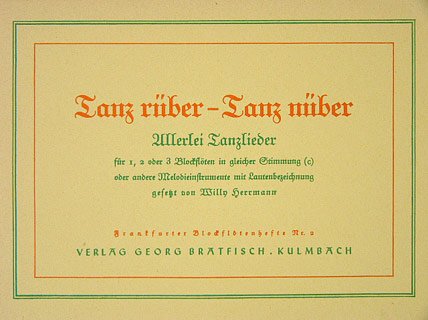 Tanz rüber – Tanz nüber
Allerlei Tanzlieder
für 1, 2 oder 3 Blockflöten in gleicher Stimmung (c)
oder andere Melodieinstrumente mit Lautenbezeichnung
gesetzt von Willy Herrmann
Frankfurter Blockflötenhefte Nr. 2
VERLAG GEORG BRATFISCH . KULMBACH